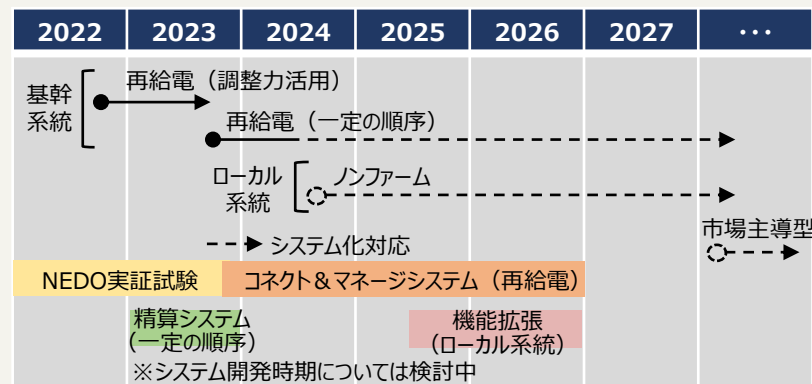 2022 2023 2024 2025 2026 2027 ・・・
再給電（調整力活用）
基幹
系統
再給電（一定の順序）
ローカル
系統
ノンファーム
市場主導型
システム化対応
NEDO実証試験 コネクト＆マネージシステム（再給電）
精算システム
（一定の順序）
機能拡張
（ローカル系統）
※システム開発時期については検討中